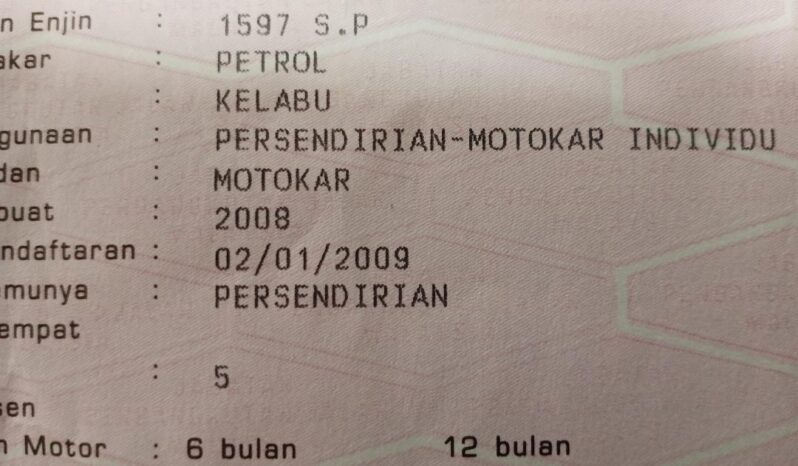 n Enjin : 1597 S.P
akar : PETROL
: KELABU
gunaan : PERSENDIRIAN-MOTOKAR INDIVIDU
dan : MOTOKAR
buat : 2008
ndaftaran : 02/01/2009
munya : PERSENDIRIAN
empat
: 5
sen
n Motor : 6 bulan 12 bulan